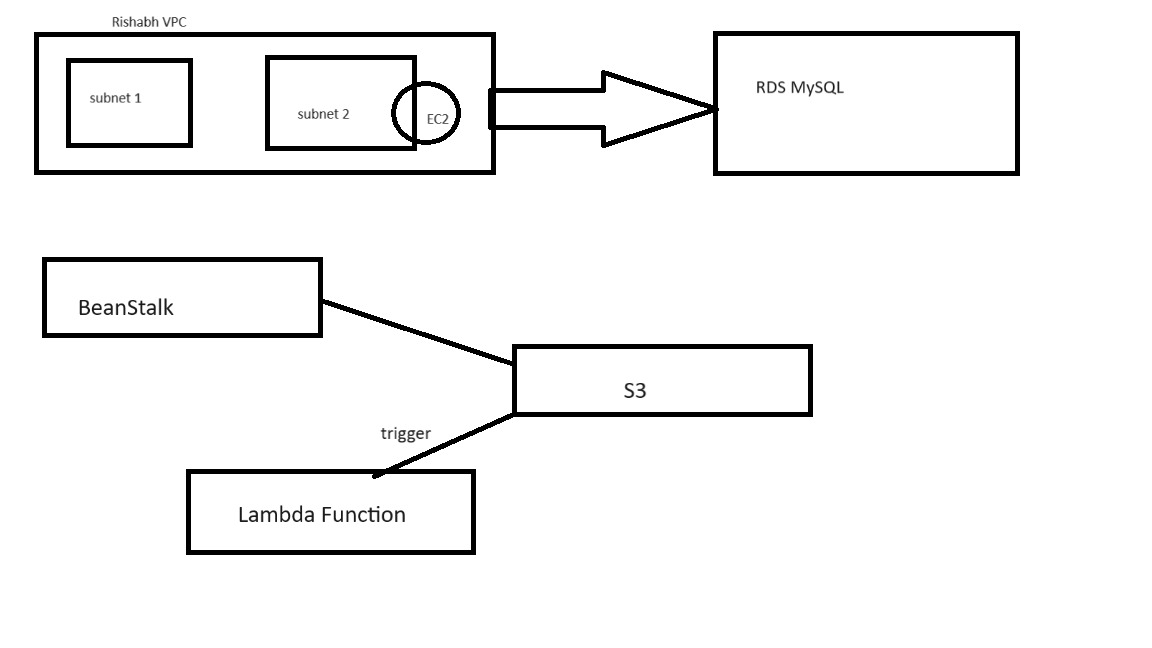 Rishabh VPC
subnet 1
subnet 2
EC2
RDS MySQL
BeanStalk
S3
trigger
Lambda Function